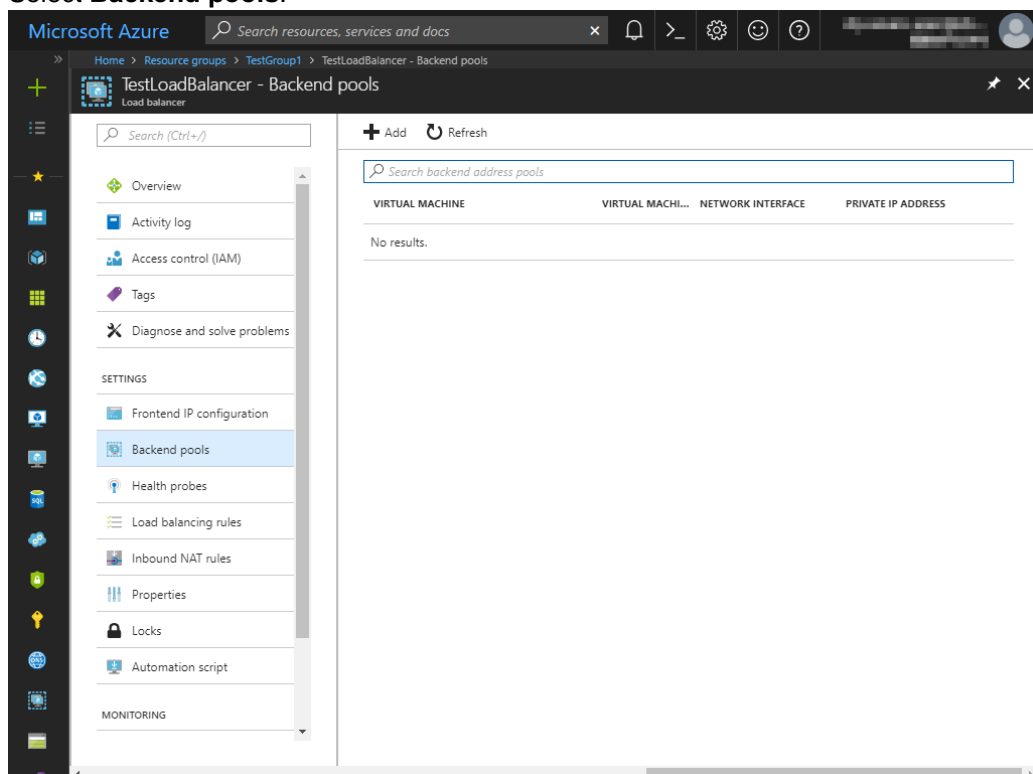 Select Backend pools.
Microsoft Azure
Search resources, services and docs
Home > Resource groups > TestGroup1 > TestLoadBalancer - Backend pools
TestLoadBalancer - Backend pools
Load balancer
Search (Ctrl+/)
Add Refresh
Search backend address pools
VIRTUAL MACHINE VIRTUAL MACHI... NETWORK INTERFACE PRIVATE IP ADDRESS
No results.
Overview
Activity log
Access control (IAM)
Tags
Diagnose and solve problems
SETTINGS
Frontend IP configuration
Backend pools
Health probes
Load balancing rules
Inbound NAT rules
Properties
Locks
Automation script
MONITORING
SQL
DNS